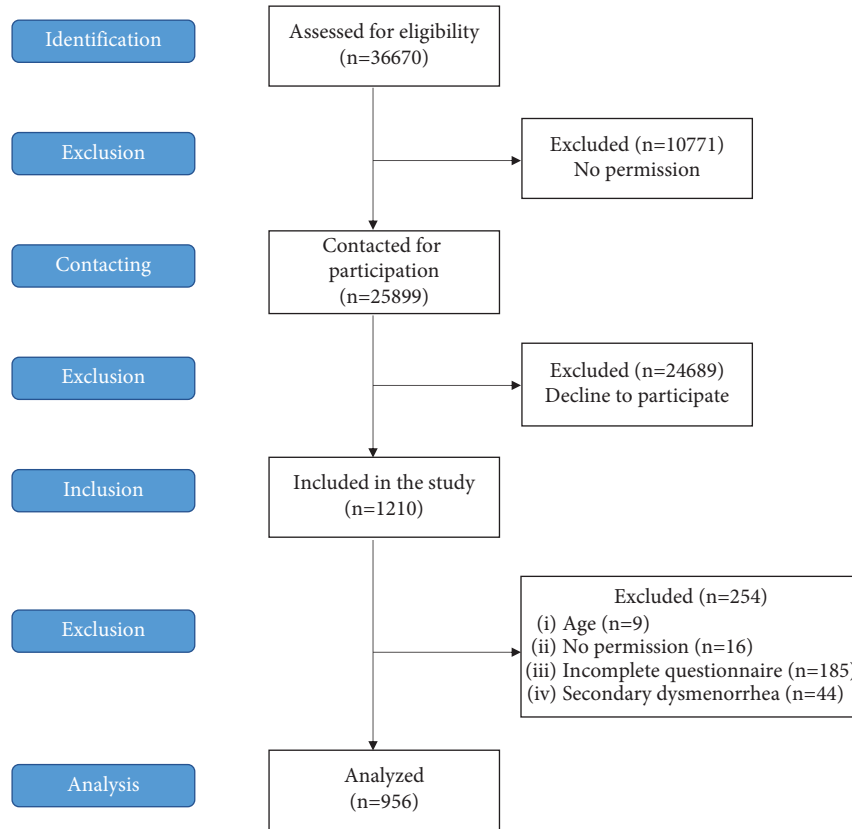 Identification
Assessed for eligibility
(n=36670)
Exclusion
Excluded (n=10771)
No permission
Contacting
Contacted for
participation
(n=25899)
Exclusion
Excluded (n=24689)
Decline to participate
Inclusion
Included in the study
(n=1210)
Exclusion
Excluded (n=254)
(i) Age (n=9)
(ii) No permission (n=16)
(iii) Incomplete questionnaire (n=185)
(iv) Secondary dysmenorrhea (n=44)
Analysis
Analyzed
(n=956)